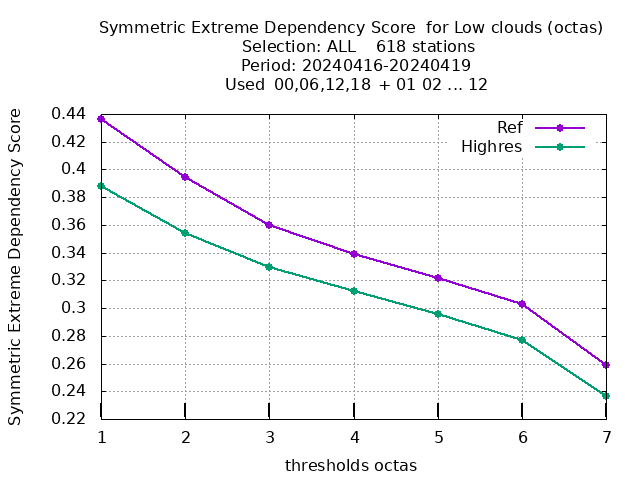 Symmetric Extreme Dependency Score  for Low clouds (octas)
Selection: ALL    618 stations
Period: 20240416-20240419
Used  00,06,12,18 + 01 02 ... 12
Symmetric Extreme Dependency Score
0.44
0.42
0.4
0.38
0.36
0.34
0.32
0.3
0.28
0.26
0.24
0.22
Ref
Highres
1 2 3 4 5 6 7
thresholds octas